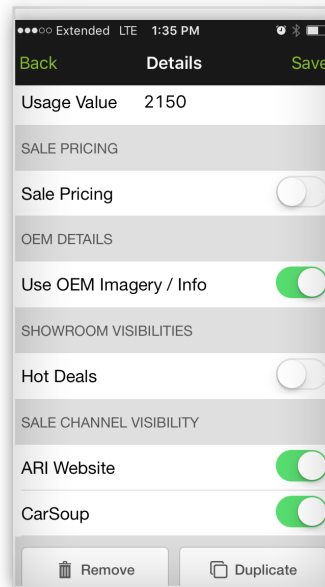 Extended LTE 1:35 PM
Back Details Save
Usage Value 2150
SALE PRICING
Sale Pricing
OEM DETAILS
Use OEM Imagery / Info
SHOWROOM VISIBILITIES
Hot Deals
SALE CHANNEL VISIBILITY
ARI Website
CarSoup
Remove Duplicate